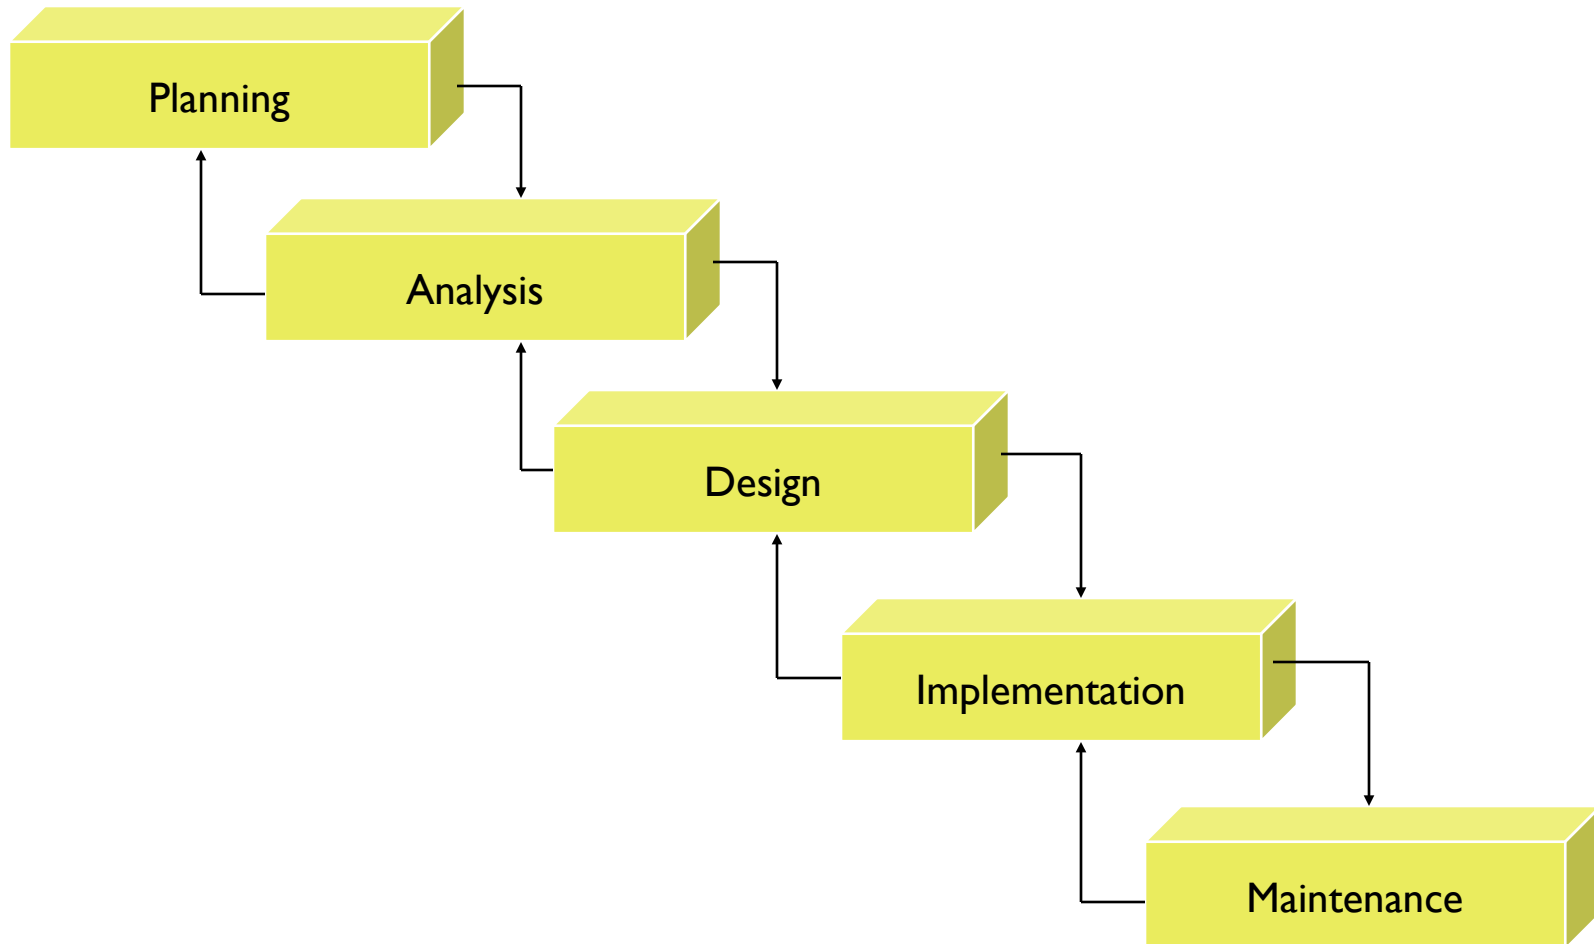 Planning
Analysis
Design
Implementation
Maintenance